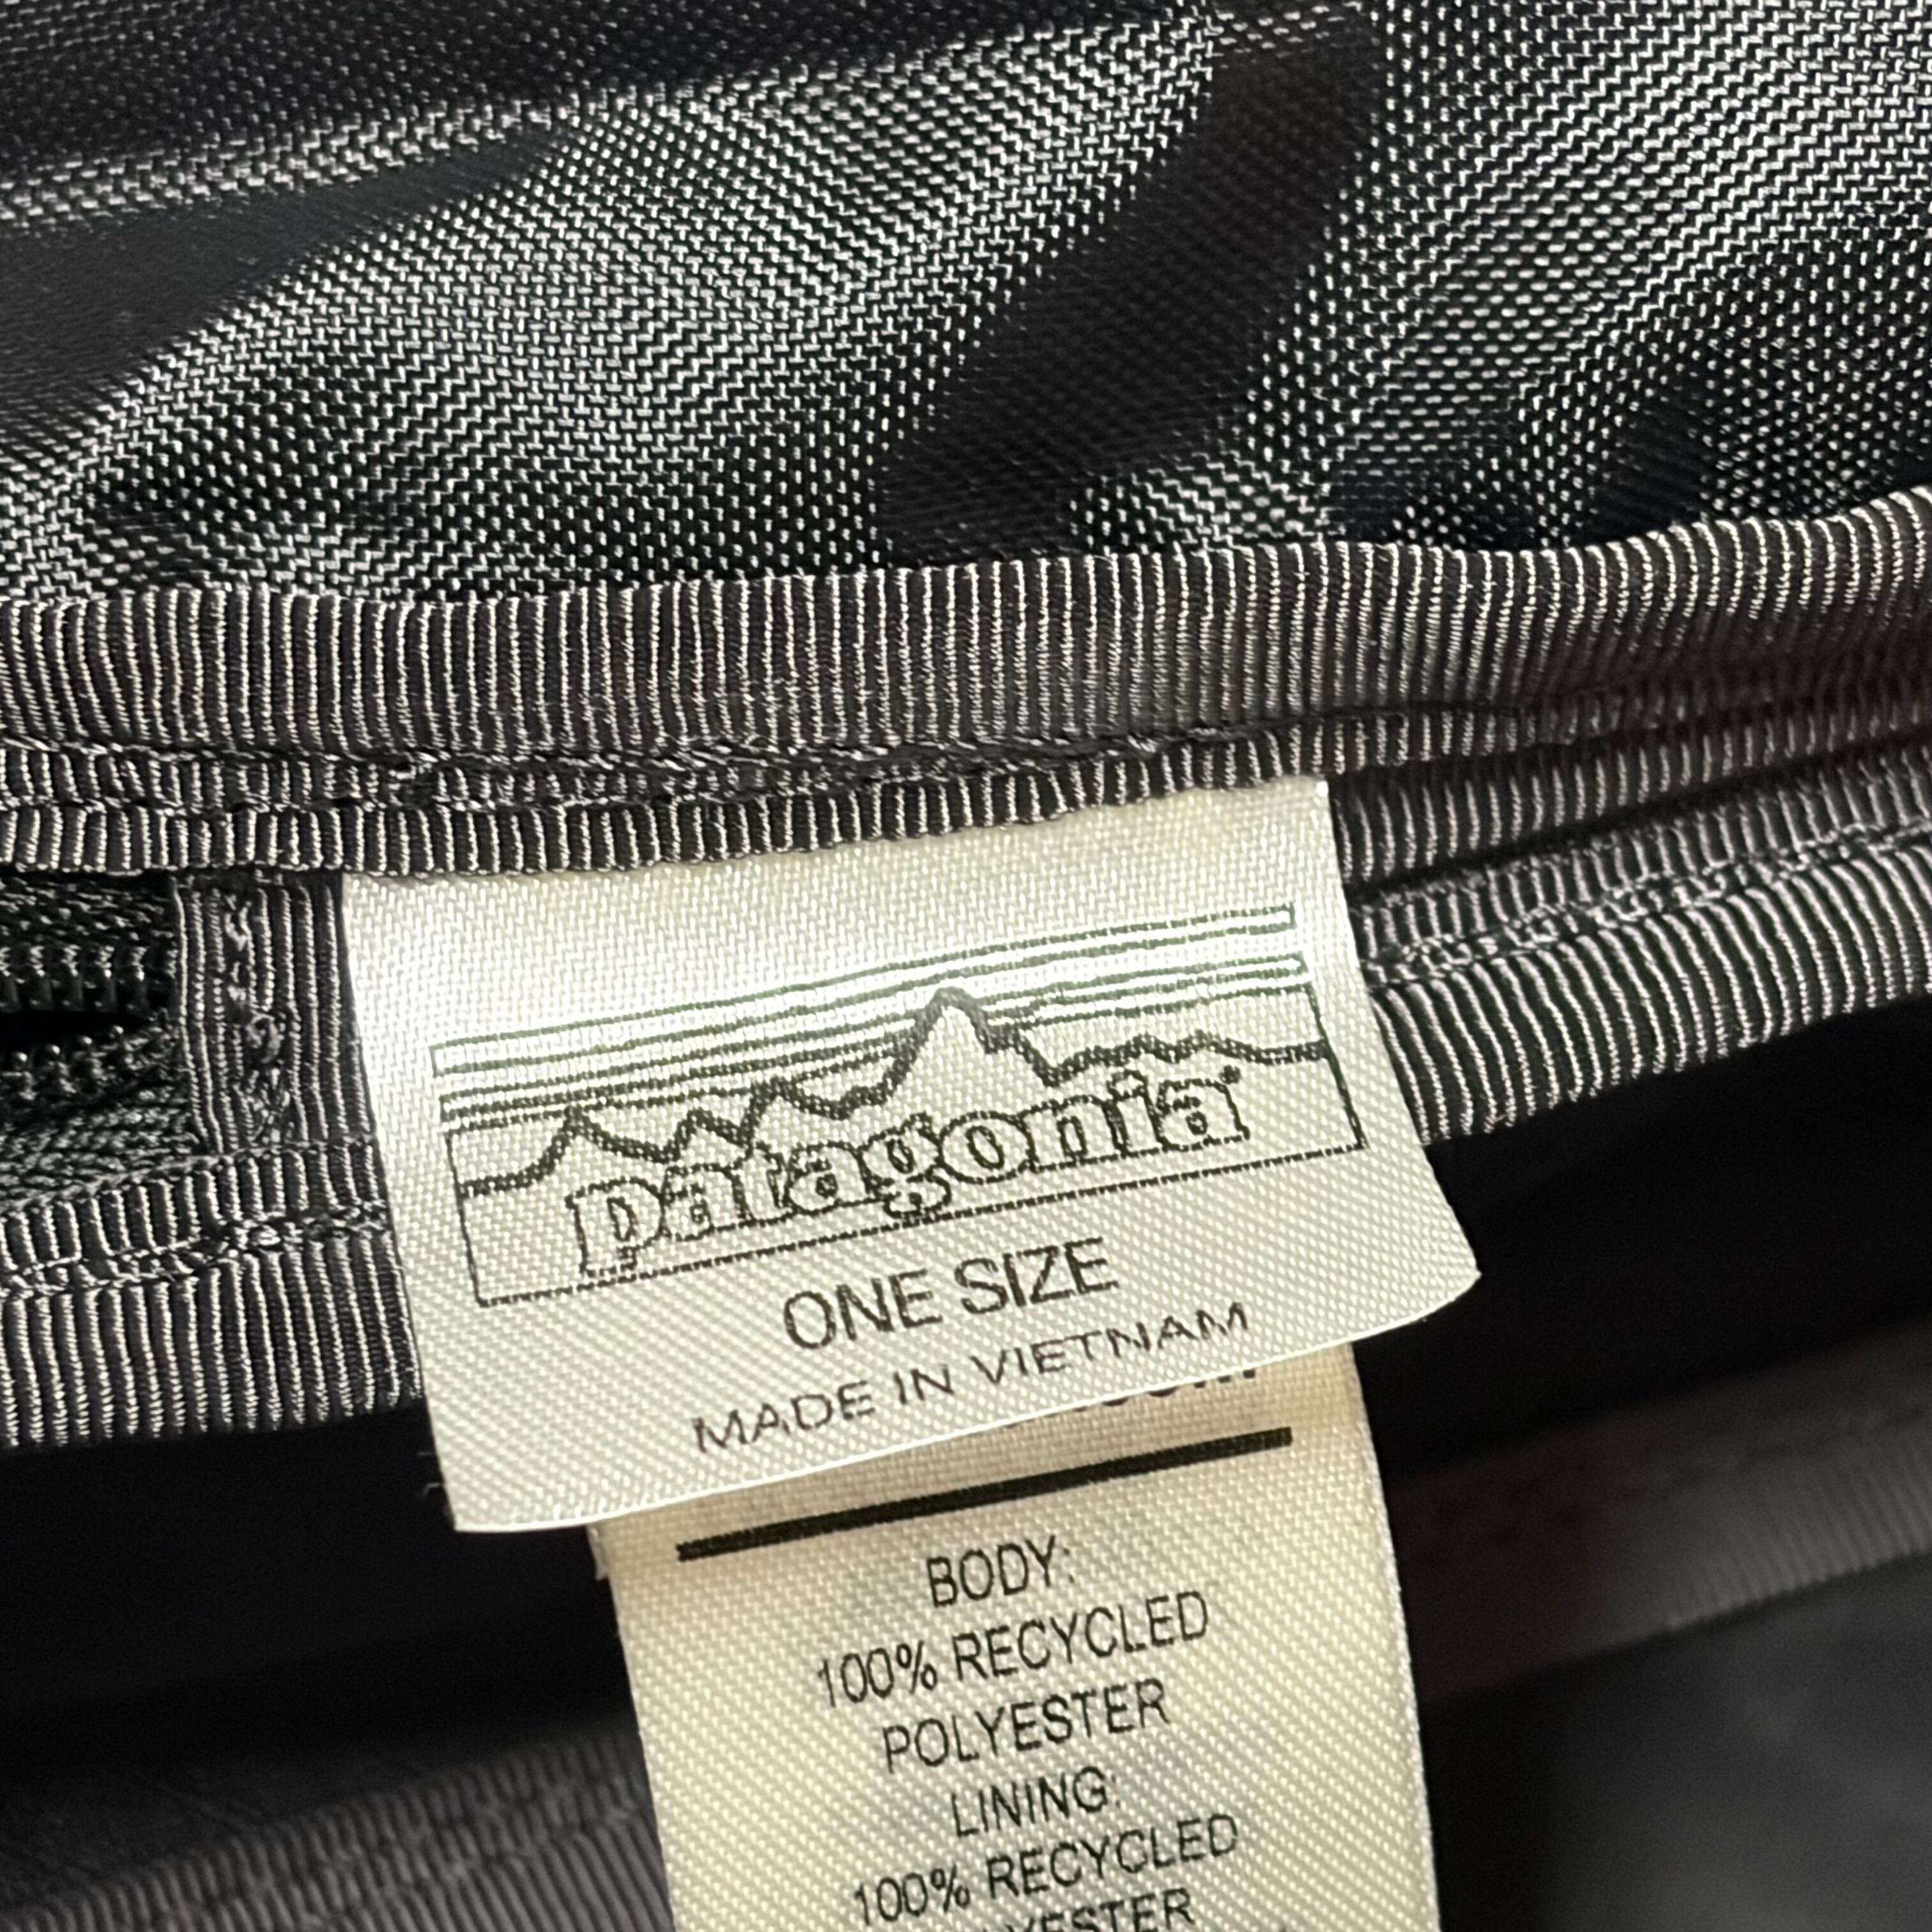 patagonia
ONE SIZE
MADE IN VIETNAM
BODY:
100% RECYCLED
POLYESTER
LINING:
100% RECYCLED